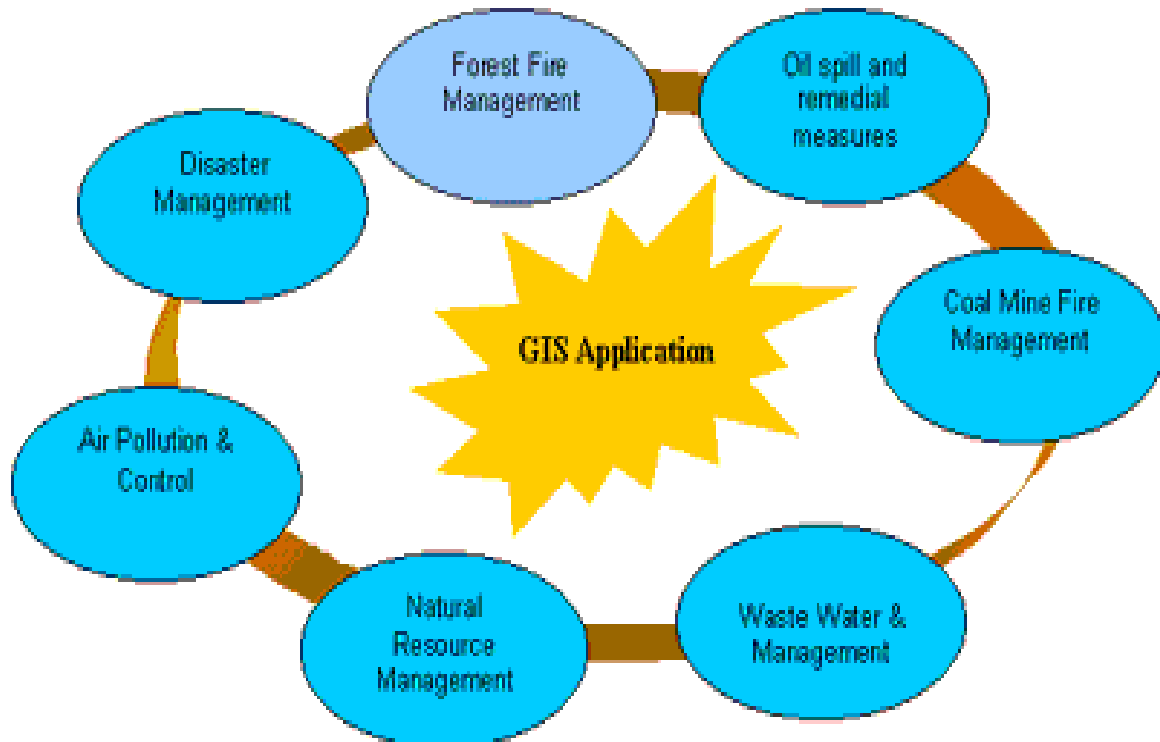 Forest Fire
Management
Oil spill and
remedial
measures
Disaster
Management
Coal Mine Fire
Management
GIS Application
Air Pollution &
Control
Natural
Resource
Management
Waste Water &
Management